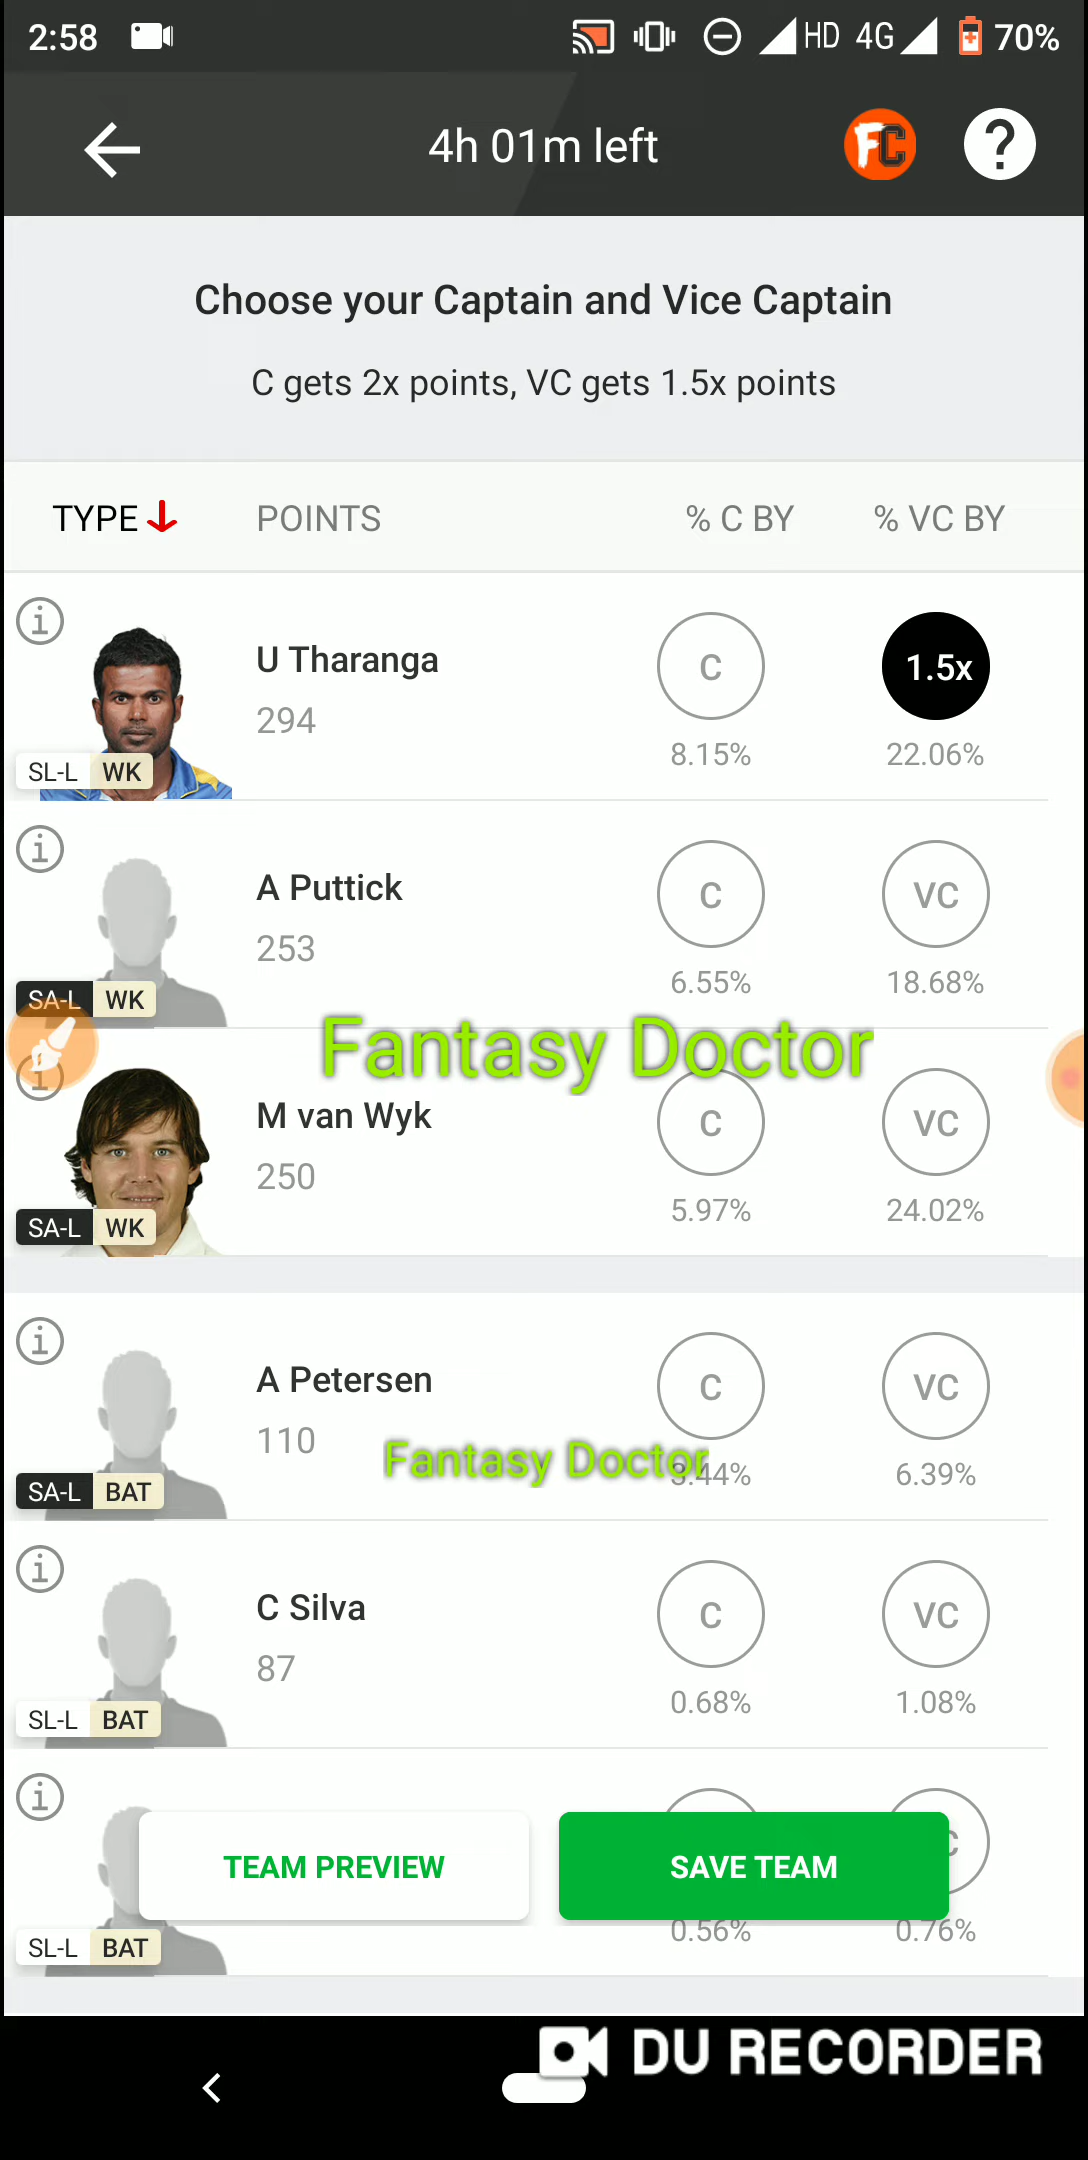 2:58 HD 4G 70%
4h 01m left FC ?
Choose your Captain and Vice Captain
C gets 2x points, VC gets 1.5x points
TYPE POINTS % C BY % VC BY
i
U Tharanga C 1.5x
294
8.15% 22.06%
SL-L WK
i
A Puttick C VC
253
6.55% 18.68%
SA-L WK
Fantasy Doctor
i
M van Wyk C VC
250
5.97% 24.02%
SA-L WK
i
A Petersen C VC
110
Fantasy Doctor
.44% 6.39%
SA-L BAT
i
C Silva C VC
87
0.68% 1.08%
SL-L BAT
i
TEAM PREVIEW SAVE TEAM
0.56% 0.76%
SL-L BAT
DU RECORDER